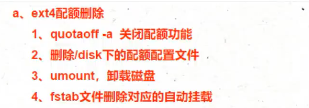 a、ext4配额删除
1、quotaoff -a 关闭配额功能
2、删除/disk下的配额配置文件
3、umount，卸载磁盘
4、fstab文件删除对应的自动挂载